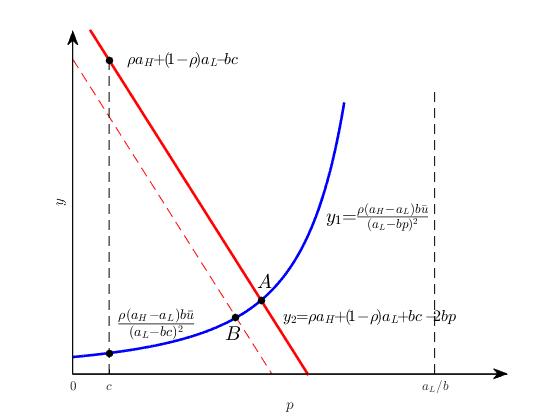 ρa_H+(1−ρ)a_L−bc
y
y₁=ρ(a_H−a_L)bū/(a_L−bp)²
A
ρ(a_H−a_L)bū/(a_L−bc)²
y₂=ρa_H+(1−ρ)a_L+bc−2bp
B
0 c a_L/b
p